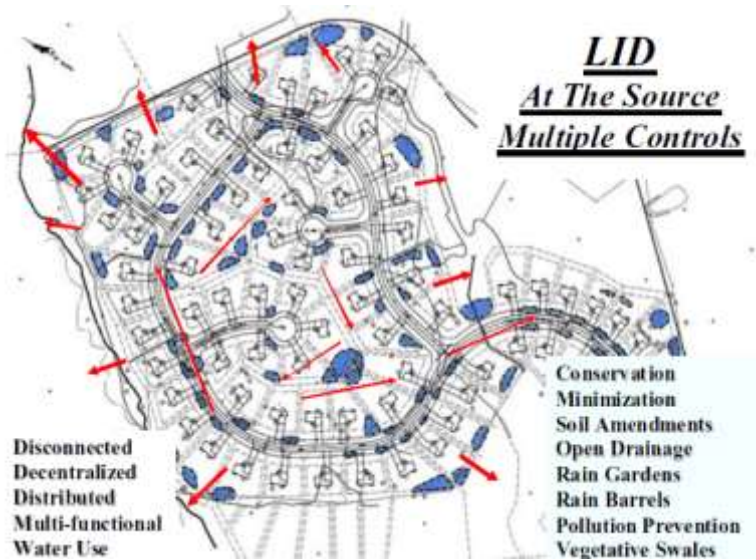 LID
At The Source
Multiple Controls
Conservation
Minimization
Soil Amendments
Open Drainage
Rain Gardens
Rain Barrels
Pollution Prevention
Vegetative Swales
Disconnected
Decentralized
Distributed
Multi-functional
Water Use